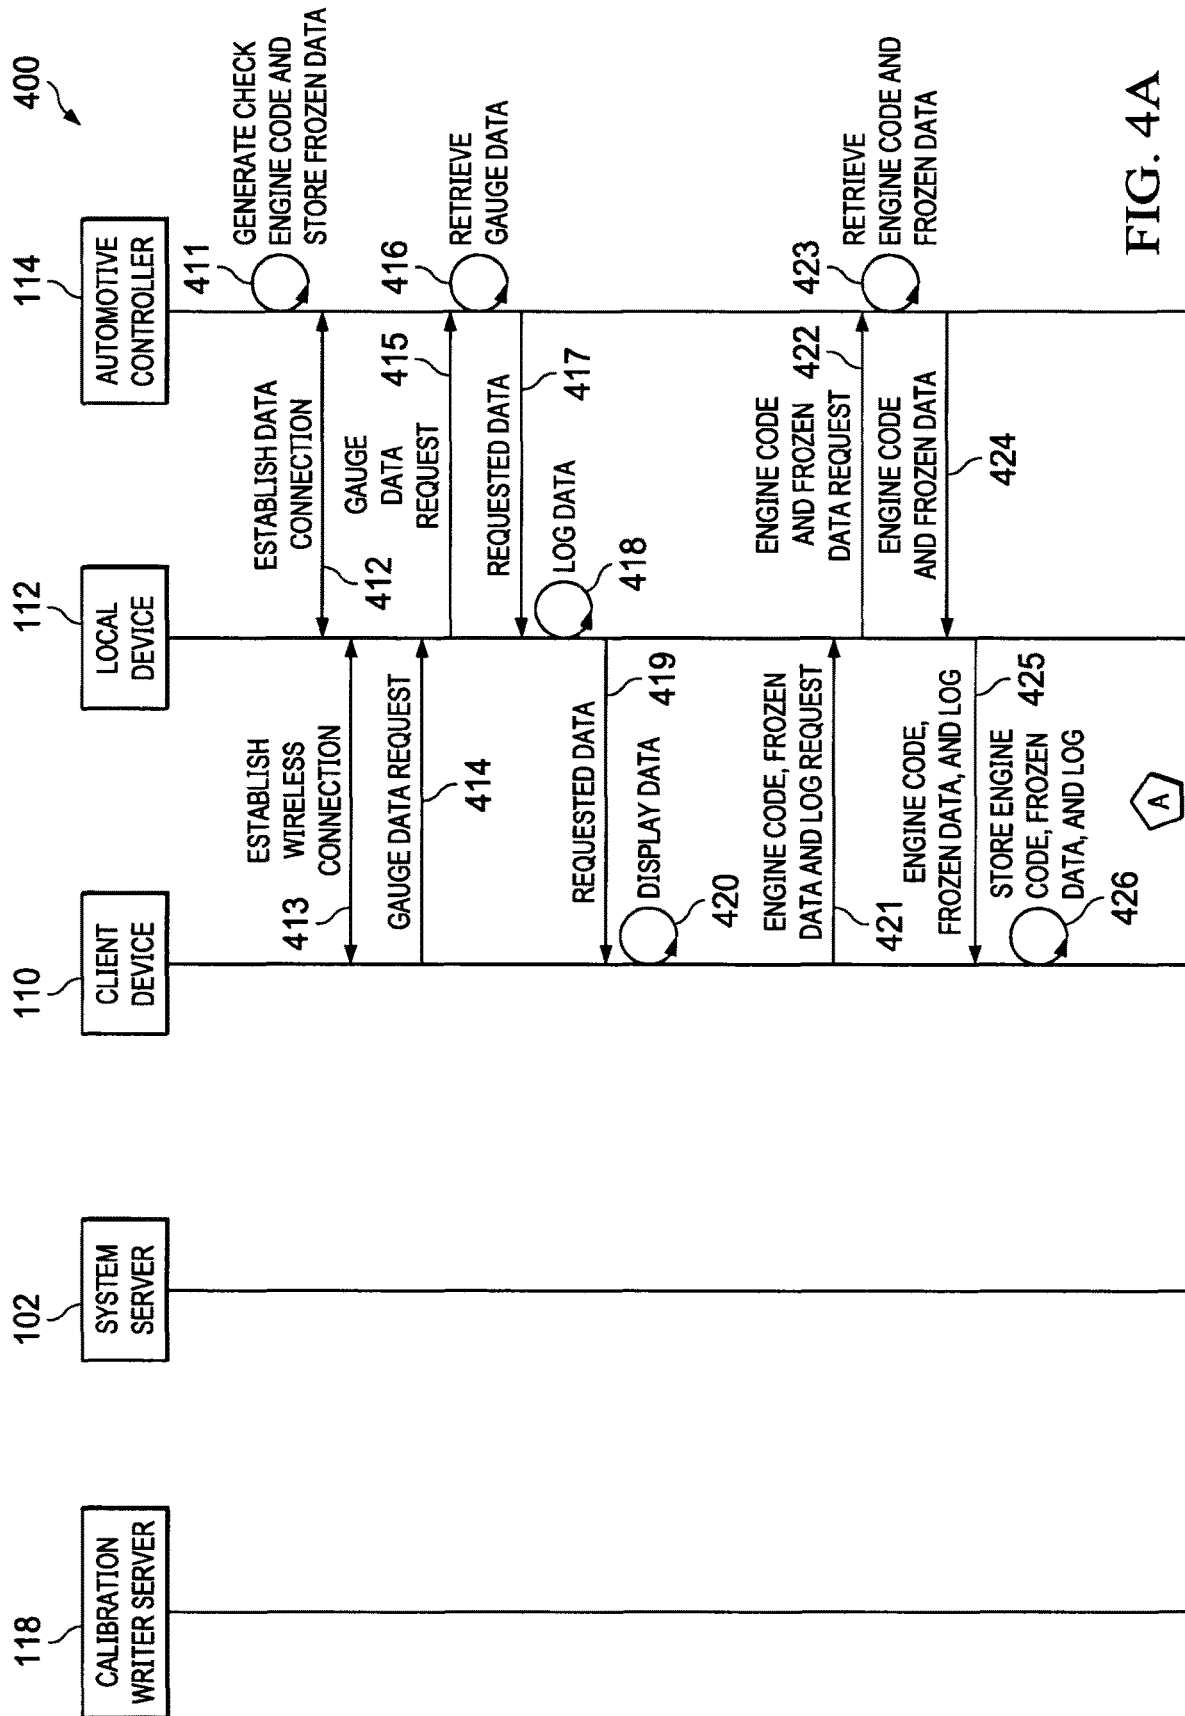 400
118
102
110
112
114
CALIBRATION
WRITER SERVER
SYSTEM
SERVER
CLIENT
DEVICE
LOCAL
DEVICE
AUTOMOTIVE
CONTROLLER
411
GENERATE CHECK
ENGINE CODE AND
STORE FROZEN DATA
ESTABLISH DATA
CONNECTION
412
ESTABLISH
WIRELESS
CONNECTION
413
GAUGE DATA REQUEST
414
GAUGE
DATA
REQUEST
415
416
RETRIEVE
GAUGE DATA
REQUESTED DATA
417
LOG DATA
418
REQUESTED DATA
419
DISPLAY DATA
420
ENGINE CODE, FROZEN
DATA AND LOG REQUEST
421
ENGINE CODE
AND FROZEN
DATA REQUEST
422
423
RETRIEVE
ENGINE CODE AND
FROZEN DATA
ENGINE CODE
AND FROZEN DATA
424
ENGINE CODE,
FROZEN DATA, AND LOG
425
STORE ENGINE
CODE, FROZEN
DATA, AND LOG
426
A
FIG. 4A